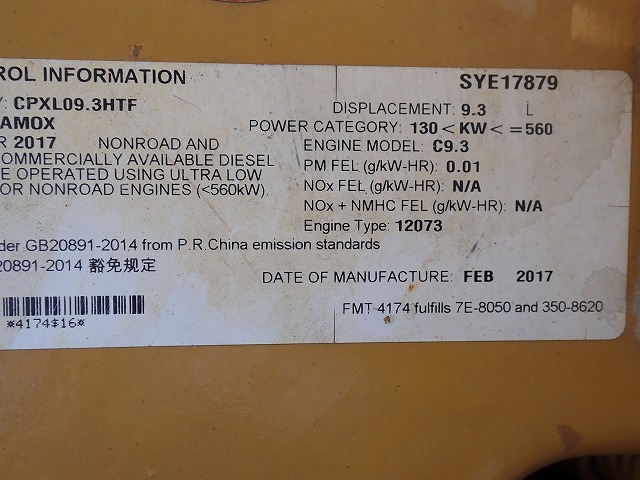 ROL INFORMATION
SYE17879
Y: CPXL09.3HTF
DISPLACEMENT: 9.3 L
AMOX
POWER CATEGORY: 130 < KW < = 560
R 2017 NONROAD AND
ENGINE MODEL: C9.3
OMMERCIALLY AVAILABLE DIESEL
PM FEL (g/kW-HR): 0.01
E OPERATED USING ULTRA LOW
NOx FEL (g/kW-HR): N/A
OR NONROAD ENGINES (<560kW).
NOx + NMHC FEL (g/kW-HR): N/A
Engine Type: 12073
der GB20891-2014 from P.R.China emission standards
20891-2014 豁免规定
DATE OF MANUFACTURE: FEB 2017
FMT 4174 fulfills 7E-8050 and 350-8620
*4174$16*